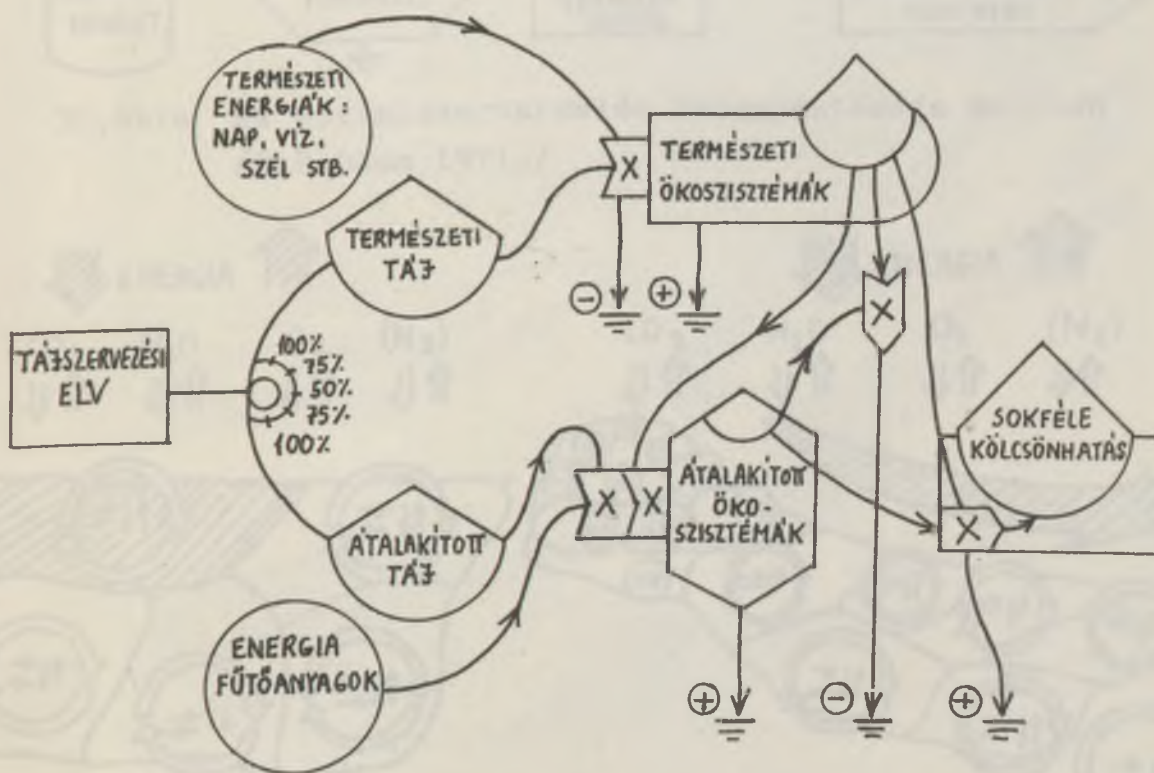 TERMÉSZETI
ENERGIÁK:
NAP, VÍZ,
SZÉL STB.
TERMÉSZETI
TÁJ
X
TERMÉSZETI
ÖKOSZISZTÉMÁK
⊖
⊕
X
TÁJSZERVEZÉSI
ELV
100%
75%
50%
75%
100%
SOKFÉLE
KÖLCSÖNHATÁS
X
ÁTALAKÍTOTT
TÁJ
X
X
ÁTALAKÍTOTT
ÖKO-
SZISZTÉMÁK
ENERGIA
FŰTŐANYAGOK
⊕
⊖
⊕